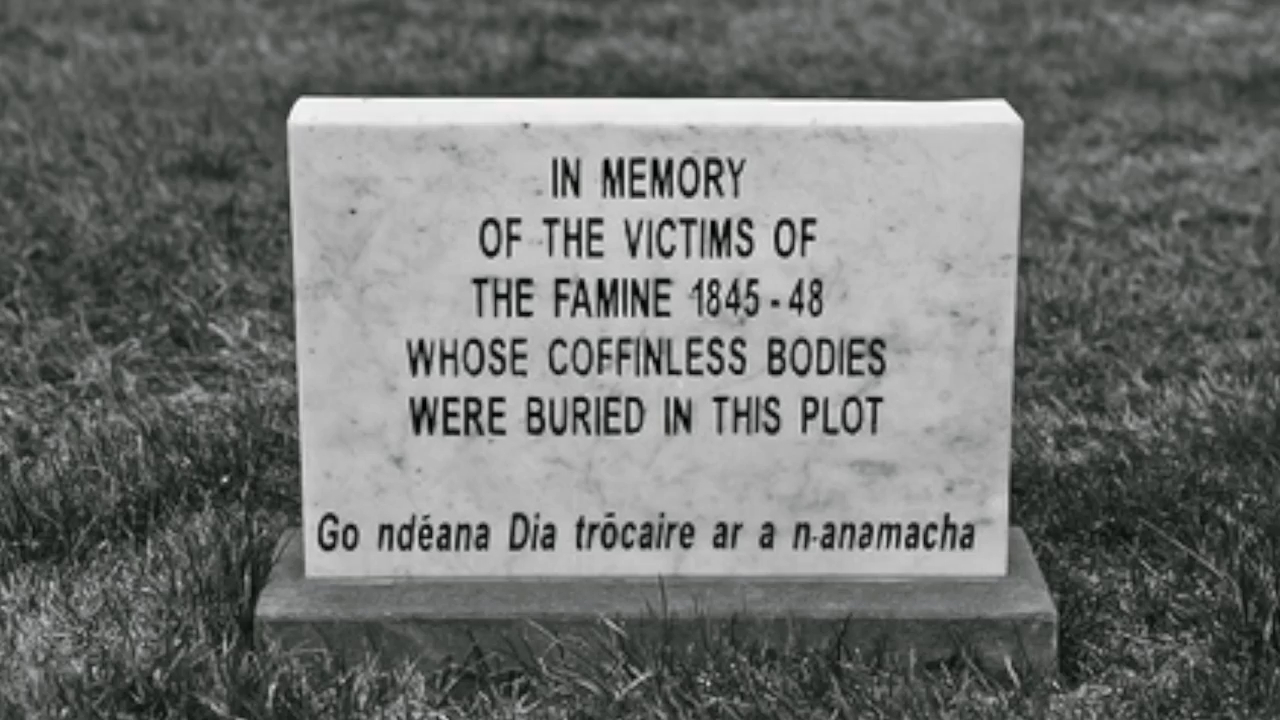 IN MEMORY
OF THE VICTIMS OF
THE FAMINE 1845-48
WHOSE COFFINLESS BODIES
WERE BURIED IN THIS PLOT
Go ndéana Dia trócaire ar a n-anamacha